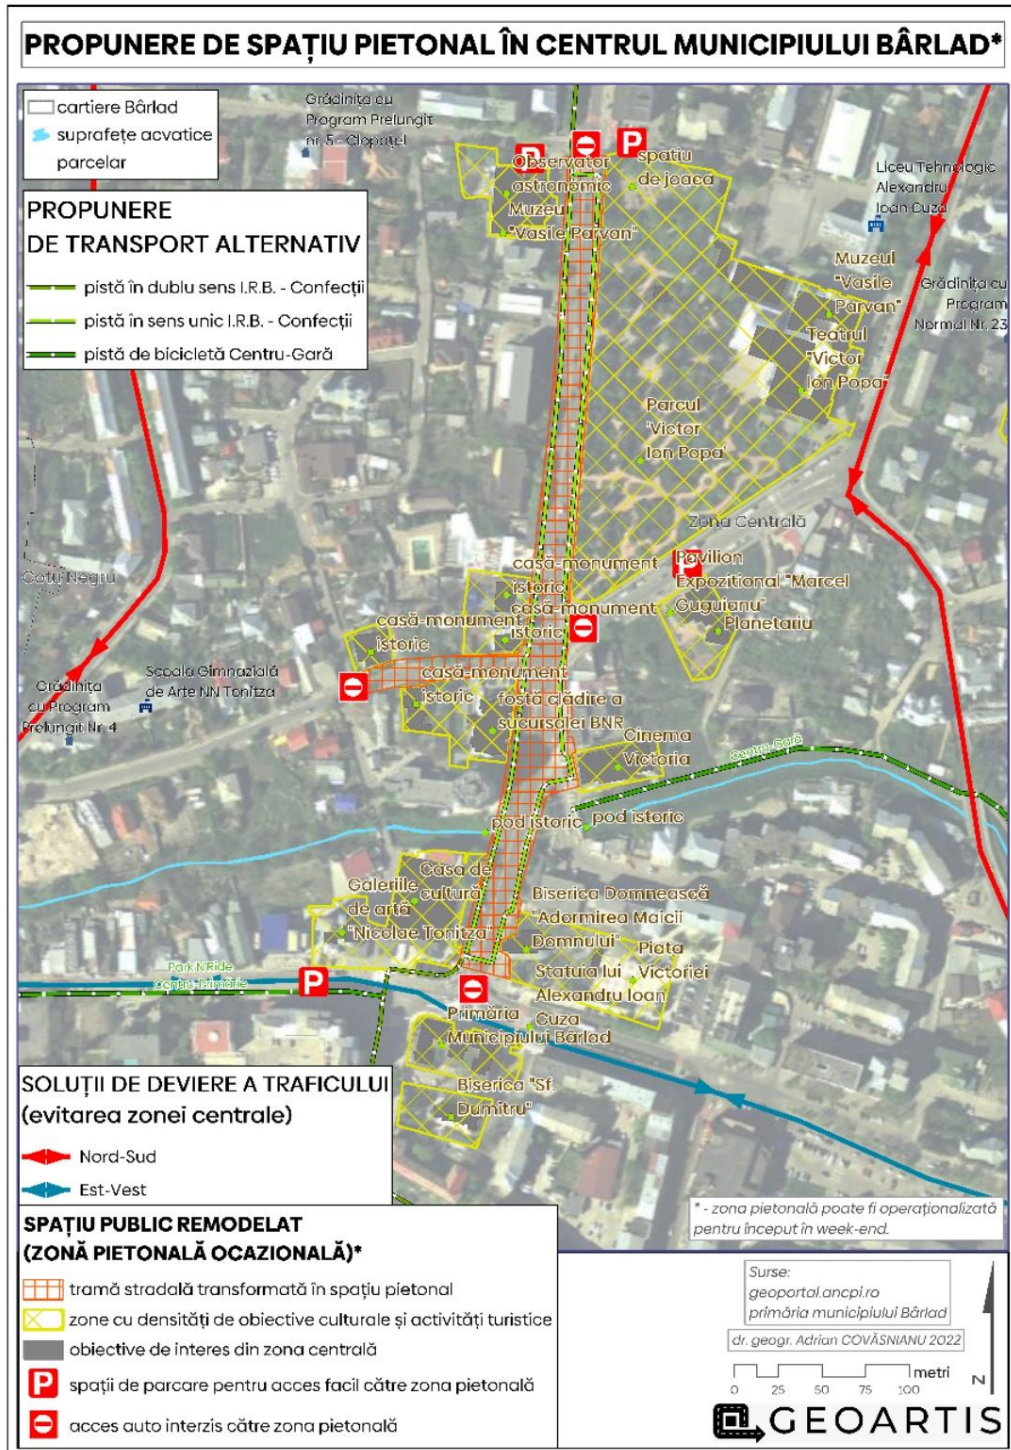 PROPUNERE DE SPAȚIU PIETONAL ÎN CENTRUL MUNICIPIULUI BÂRLAD*
cartiere Bârlad
suprafețe acvatice
parcelar
PROPUNERE
DE TRANSPORT ALTERNATIV
pistă în dublu sens I.R.B. - Confecții
pistă în sens unic I.R.B. - Confecții
pistă de bicicletă Centru-Gară
Grădinița cu
Program Prelungit
nr. 5 - Clopoțel
P
P
Observator
astronomic
Muzeu
"Vasile Parvan"
spatiu
de joacă
Liceu Tehnologic
Alexandru
Ioan Cuza
Muzeul
"Vasile
Parvan"
Grădinița cu
Program
Normal Nr. 23
Teatrul
"Victor
Ion Popa"
Parcul
'Victor
Ion Popa'
Zona Centrală
Cotu Negru
casă-monument
istoric
casă-monument
istoric
casă-monument
istoric
casă-monument
istoric
P
Pavilion
Expozitional "Marcel
Guguianu"
Planetariu
Școala Gimnazială
de Arte NN Tonitza
Grădinița
cu Program
Prelungit Nr. 4
fostă clădire a
sucursalei BNR
Cinema
Victoria
Centru-Gară
pod istoric
pod istoric
Casa de
cultură
Galeriile
de artă
"Nicolae Tonitza"
Biserica Domnească
"Adormirea Maicii
Domnului"
Piata
Victoriei
Statuia lui
Alexandru Ioan
Cuza
Park N'Ride
Centru-Primărie
P
Primăria
Municipiului Bârlad
Biserica "Sf.
Dumitru"
SOLUȚII DE DEVIERE A TRAFICULUI
(evitarea zonei centrale)
Nord-Sud
Est-Vest
* - zona pietonală poate fi operaționalizată
pentru început în week-end.
SPAȚIU PUBLIC REMODELAT
(ZONĂ PIETONALĂ OCAZIONALĂ)*
tramă stradală transformată în spațiu pietonal
zone cu densități de obiective culturale și activități turistice
obiective de interes din zona centrală
P spații de parcare pentru acces facil către zona pietonală
acces auto interzis către zona pietonală
Surse:
geoportal.ancpi.ro
primăria municipiului Bârlad
dr. geogr. Adrian COVĂSNIANU 2022
metri
0 25 50 75 100
N
GEOARTIS